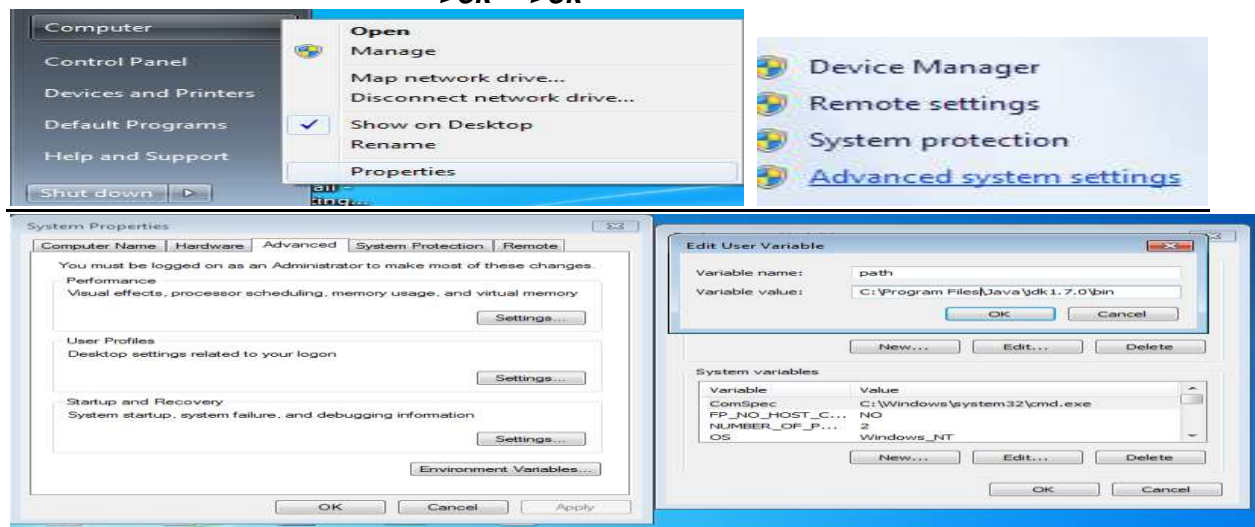 Computer
Control Panel
Devices and Printers
Default Programs
Help and Support
Shut down
Open
Manage
Map network drive...
Disconnect network drive...
Show on Desktop
Rename
Properties
Device Manager
Remote settings
System protection
Advanced system settings
System Properties
Computer Name Hardware Advanced System Protection Remote
You must be logged on as an Administrator to make most of these changes.
Performance
Visual effects, processor scheduling, memory usage, and virtual memory
Settings...
User Profiles
Desktop settings related to your logon
Settings...
Startup and Recovery
System startup, system failure, and debugging information
Settings...
Environment Variables...
OK Cancel Apply
Edit User Variable
Variable name: path
Variable value: C:\Program Files\Java\jdk1.7.0\bin
OK Cancel
New... Edit... Delete
System variables
Variable Value
ComSpec C:\Windows\system32\cmd.exe
FP_NO_HOST_C... NO
NUMBER_OF_P... 2
OS Windows_NT
New... Edit... Delete
OK Cancel